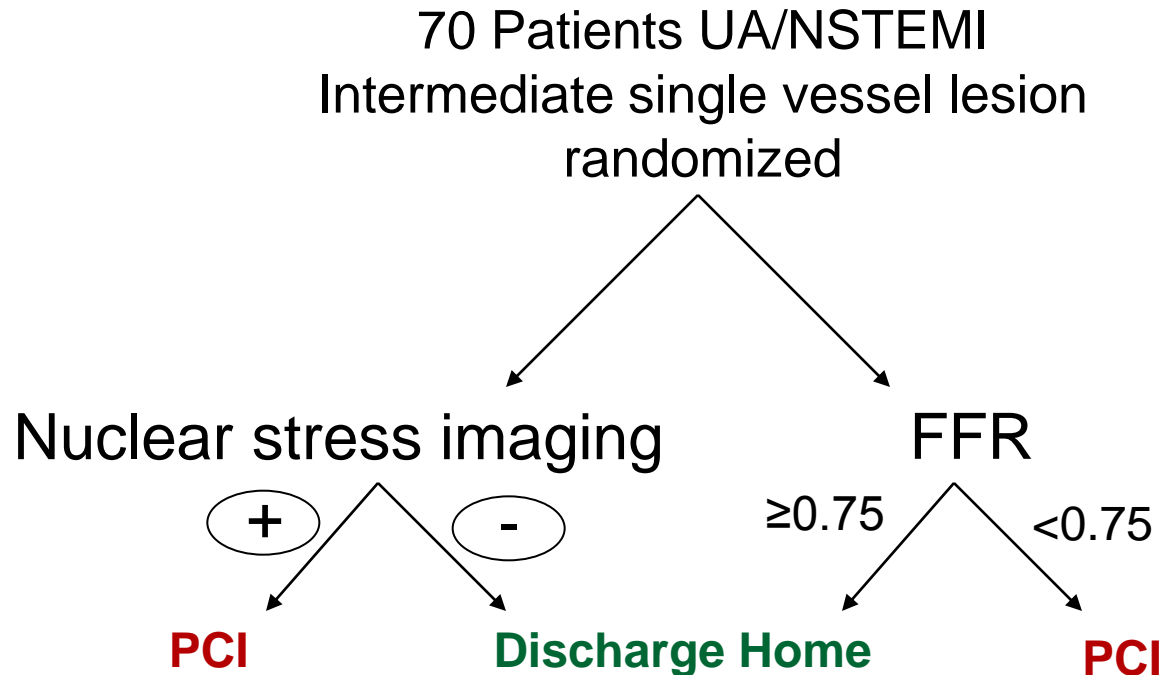 70 Patients UA/NSTEMI
Intermediate single vessel lesion
randomized
Nuclear stress imaging
FFR
+
-
≥0.75
<0.75
PCI
Discharge Home
PCI